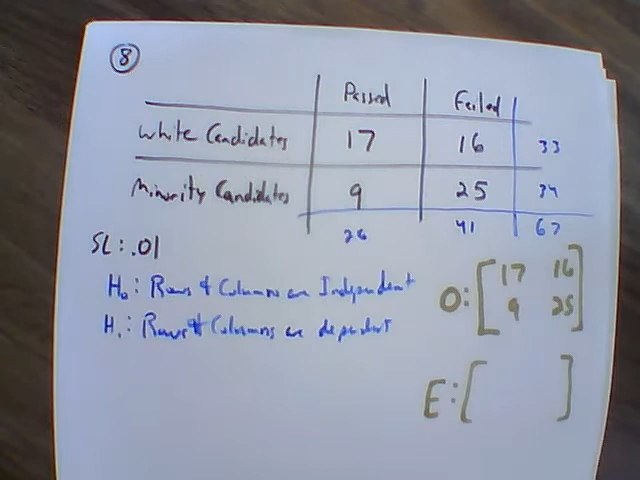 8
Passed Failed
White Candidates 17 16 33
Minority Candidates 9 25 34
26 41 67
SL: .01
H₀: Rows & Columns are Independent
H₁: Rows & Columns are dependent
O: [17 16
9 25]
E: [ ]